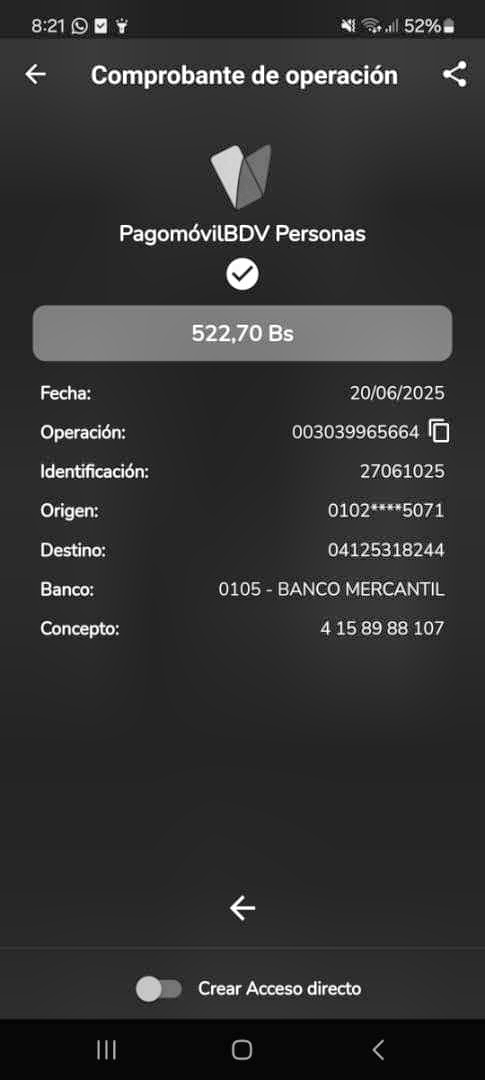 8:21 52%
Comprobante de operación
PagomóvilBDV Personas
522,70 Bs
Fecha: 20/06/2025
Operación: 003039965664
Identificación: 27061025
Origen: 0102****5071
Destino: 04125318244
Banco: 0105 - BANCO MERCANTIL
Concepto: 4 15 89 88 107
Crear Acceso directo